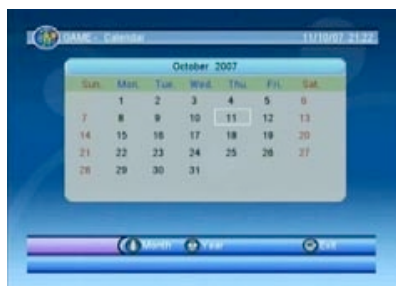 GAME - Calendar 11/10/07 21:22
October 2007
Sun. Mon. Tue. Wed. Thu. Fri. Sat.
1 2 3 4 5 6
7 8 9 10 11 12 13
14 15 16 17 18 19 20
21 22 23 24 25 26 27
28 29 30 31
Month Year Exit